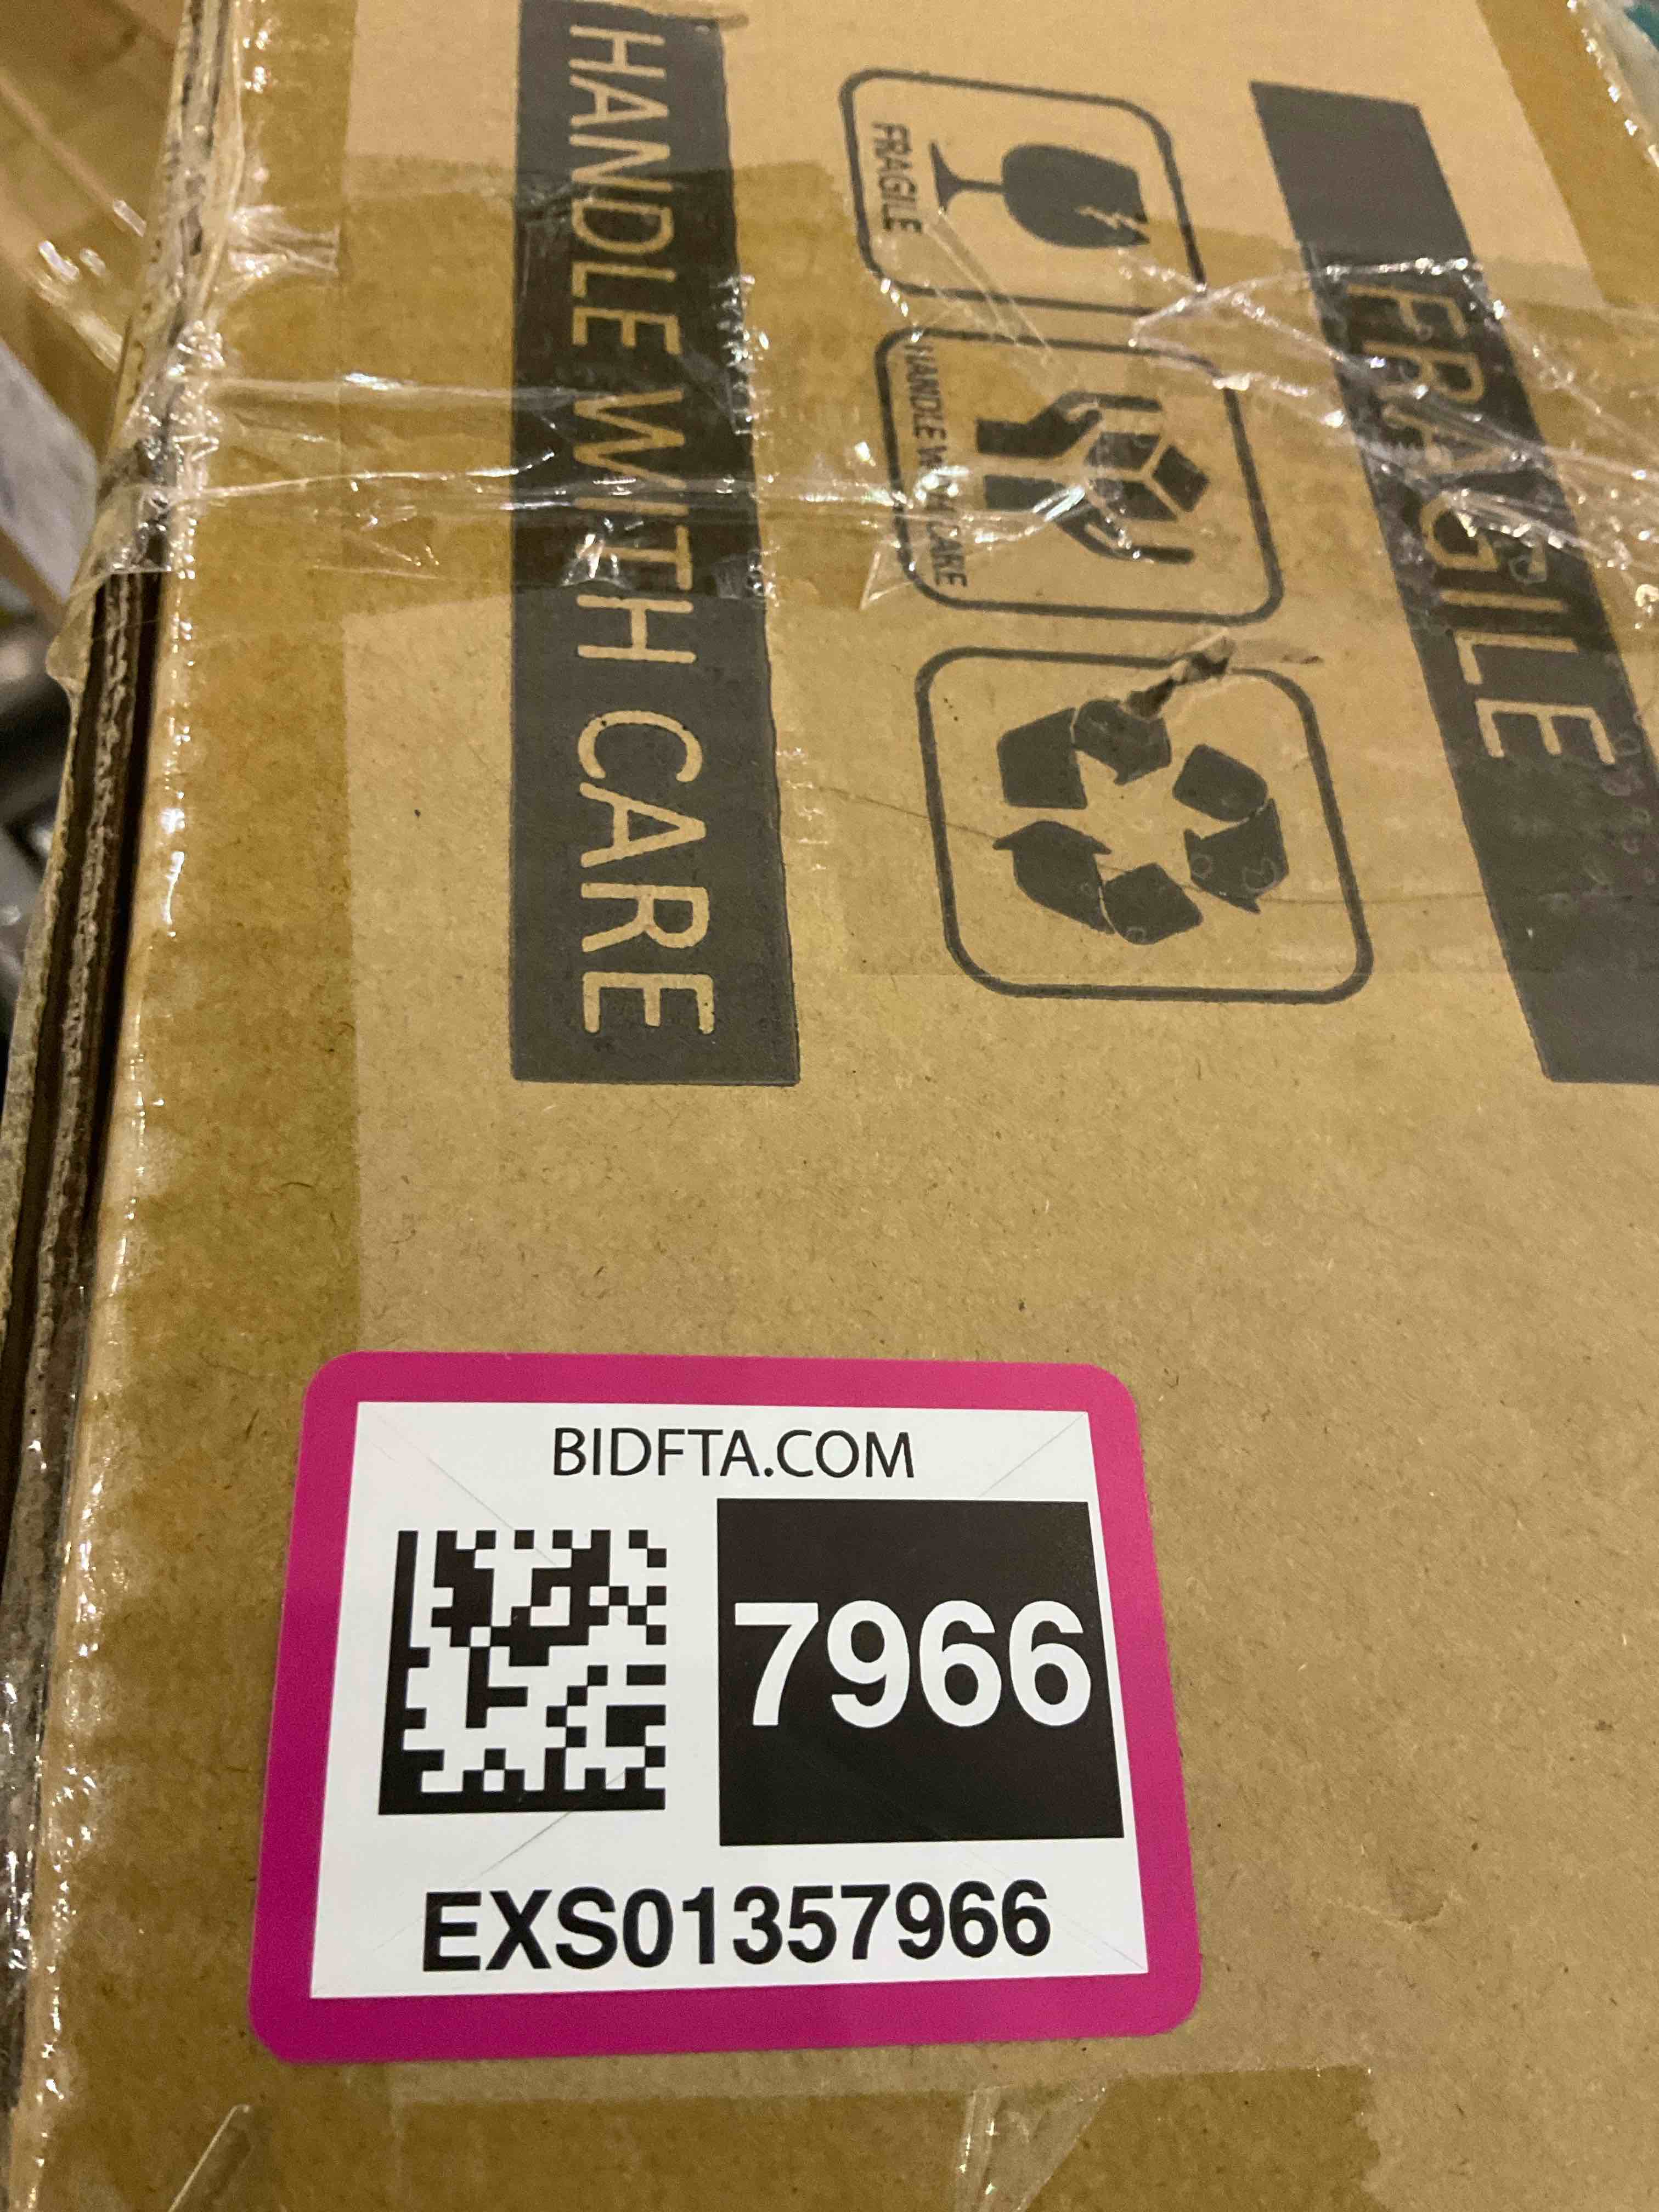 FRAGILE
FRAGILE
HANDLE WITH CARE
HANDLE WITH CARE
BIDFTA.COM
7966
EXS01357966